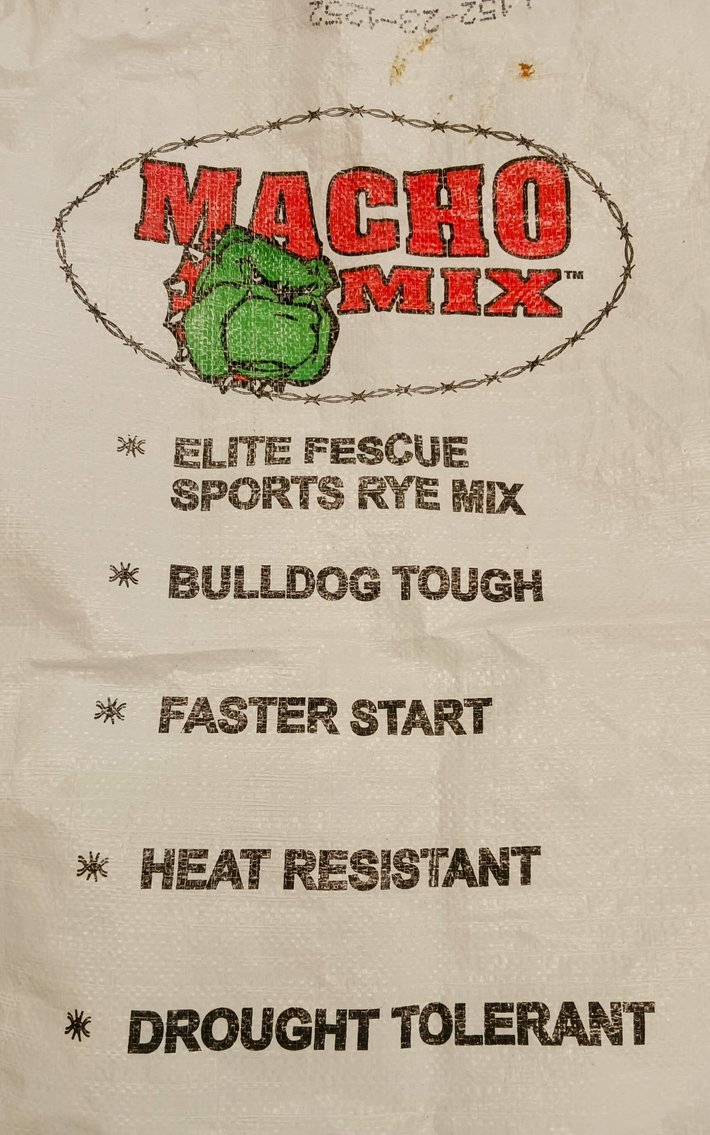 MACHO
MIX™
ELITE FESCUE
SPORTS RYE MIX
BULLDOG TOUGH
FASTER START
HEAT RESISTANT
DROUGHT TOLERANT